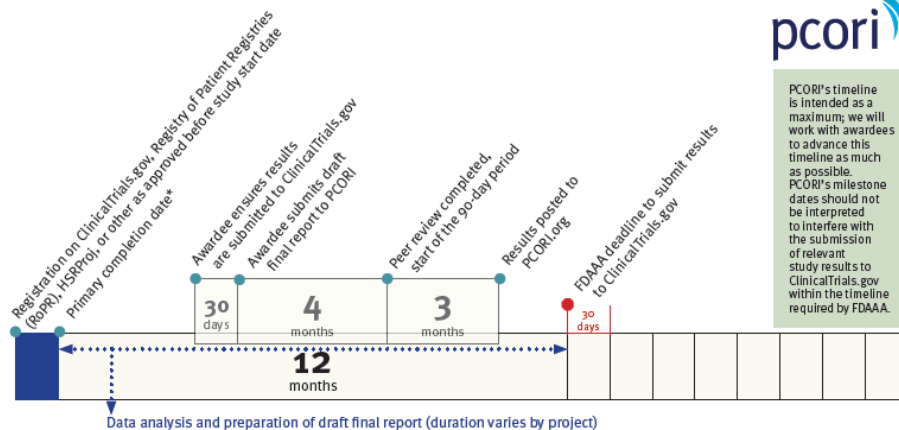 pcori
PCORI's timeline
is intended as a
maximum; we will
work with awardees
to advance this
timeline as much
as possible.
PCORI's milestone
dates should not
be interpreted
to interfere with
the submission
of relevant
study results to
ClinicalTrials.gov
within the timeline
required by FDAAA.
Registration on ClinicalTrials.gov, Registry of Patient Registries
(RoPR), HSRProj, or other as approved before study start date
Primary completion date*
Awardee ensures results
are submitted to ClinicalTrials.gov
Awardee submits draft
final report to PCORI
Peer review completed,
start of the 90-day period
Results posted to
PCORI.org
FDAAA deadline to submit results
to ClinicalTrials.gov
30
days
4
months
3
months
30
days
12
months
Data analysis and preparation of draft final report (duration varies by project)